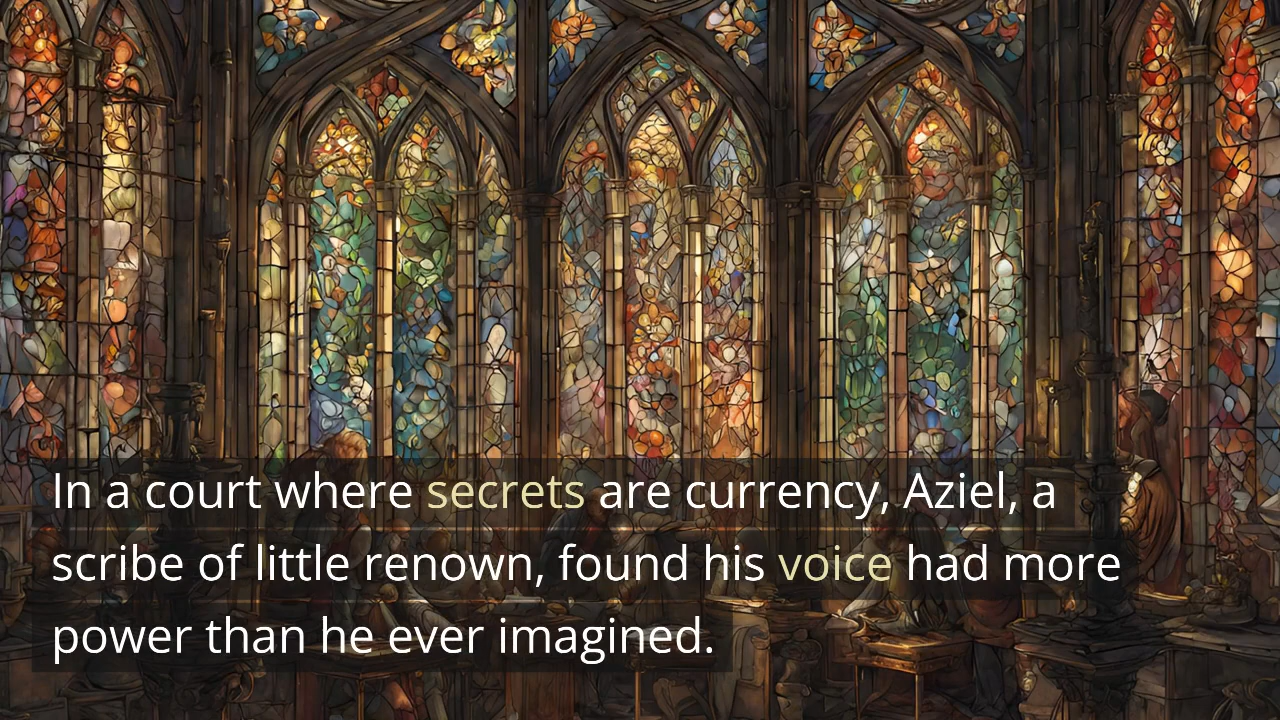 In a court where secrets are currency, Aziel, a
scribe of little renown, found his voice had more
power than he ever imagined.